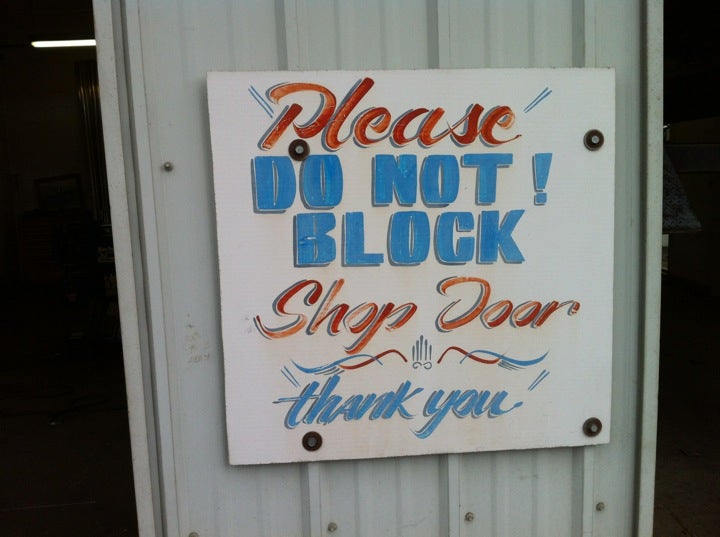 Please
DO NOT!
BLOCK
Shop Door
thank you